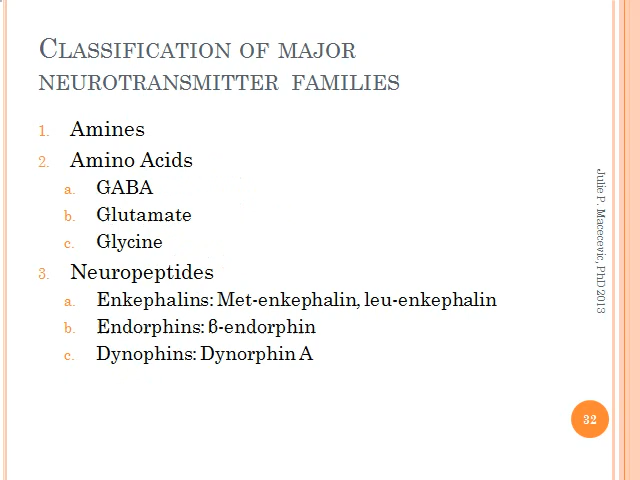 CLASSIFICATION OF MAJOR
NEUROTRANSMITTER FAMILIES
1. Amines
2. Amino Acids
a. GABA
b. Glutamate
c. Glycine
3. Neuropeptides
a. Enkephalins: Met-enkephalin, leu-enkephalin
b. Endorphins: β-endorphin
c. Dynophins: Dynorphin A
Julie P. Macecevic, PhD 2013
32